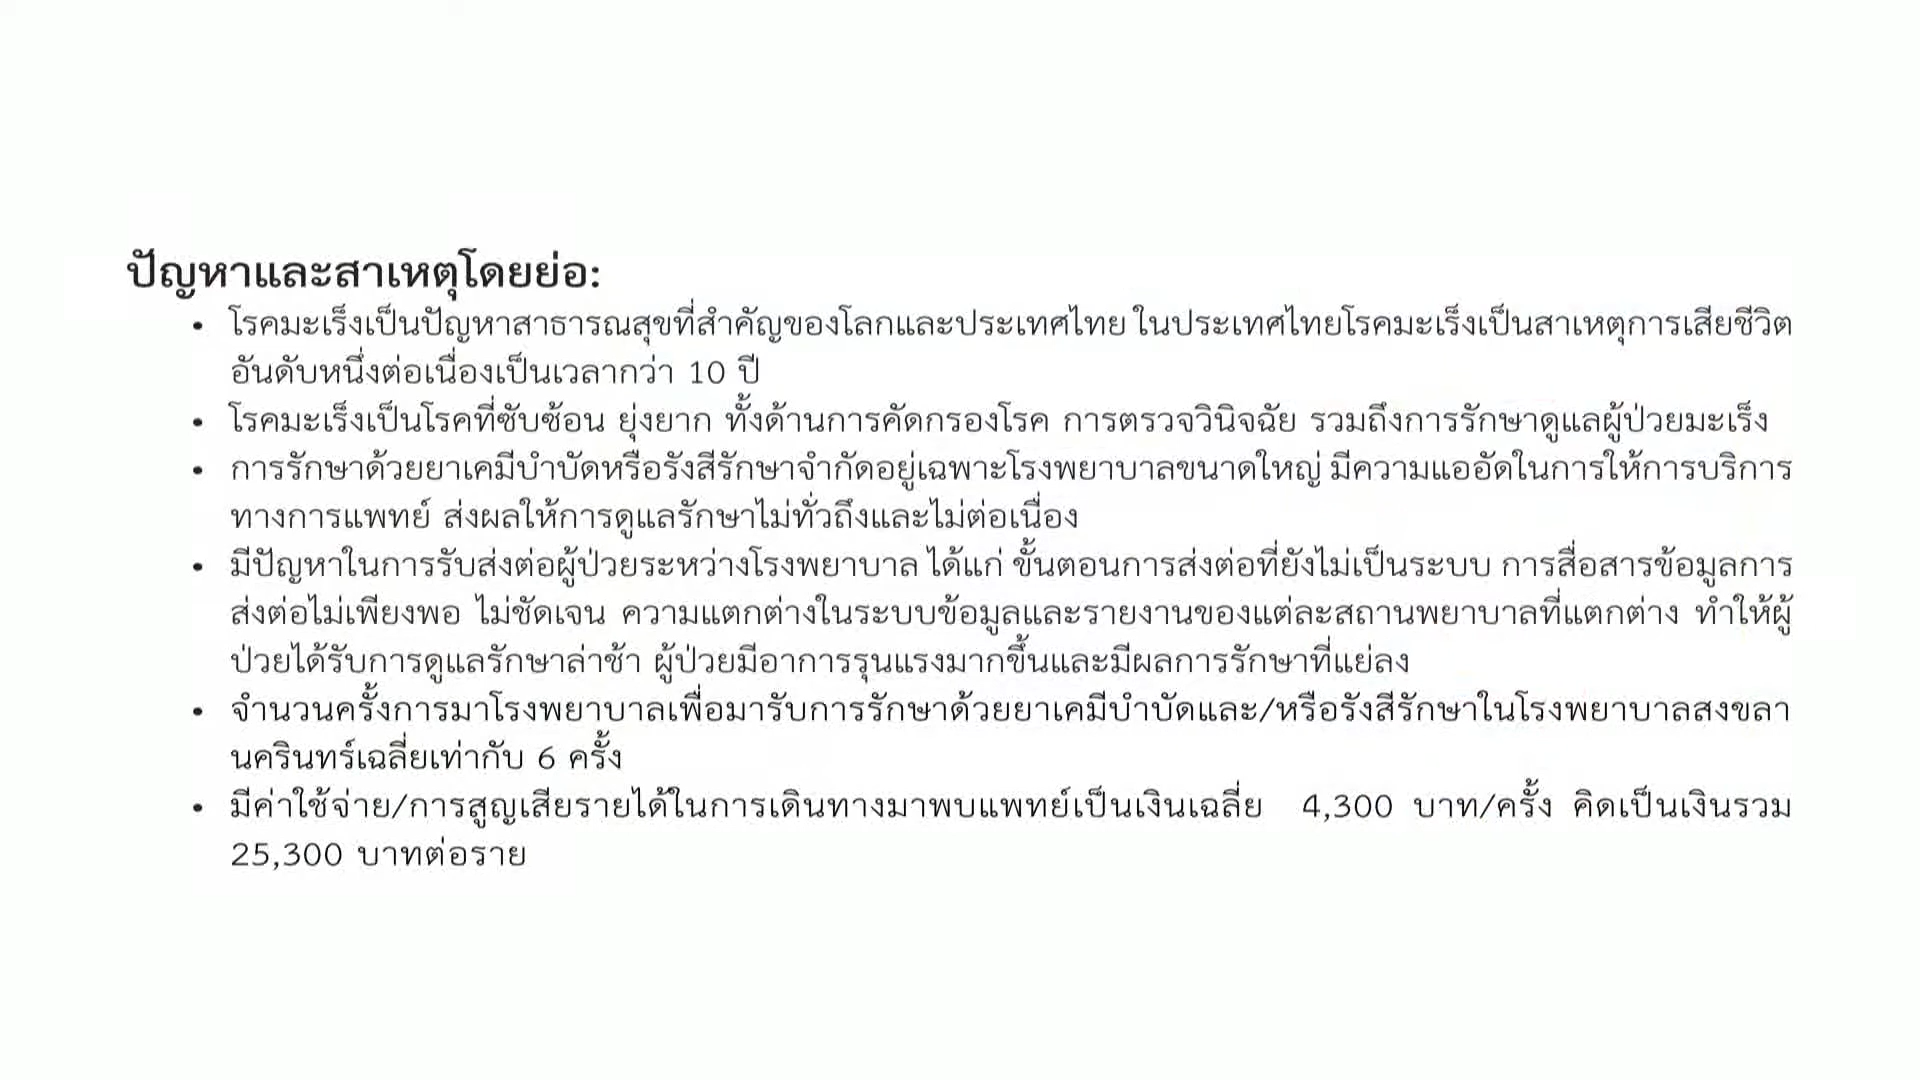 ปัญหาและสาเหตุโดยย่อ:
• โรคมะเร็งเป็นปัญหาสาธารณสุขที่สำคัญของโลกและประเทศไทย ในประเทศไทยโรคมะเร็งเป็นสาเหตุการเสียชีวิต
อันดับหนึ่งต่อเนื่องเป็นเวลากว่า 10 ปี
• โรคมะเร็งเป็นโรคที่ซับซ้อน ยุ่งยาก ทั้งด้านการคัดกรองโรค การตรวจวินิจฉัย รวมถึงการรักษาดูแลผู้ป่วยมะเร็ง
• การรักษาด้วยยาเคมีบำบัดหรือรังสีรักษาจำกัดอยู่เฉพาะโรงพยาบาลขนาดใหญ่ มีความแออัดในการให้การบริการ
ทางการแพทย์ ส่งผลให้การดูแลรักษาไม่ทั่วถึงและไม่ต่อเนื่อง
• มีปัญหาในการรับส่งต่อผู้ป่วยระหว่างโรงพยาบาล ได้แก่ ขั้นตอนการส่งต่อที่ยังไม่เป็นระบบ การสื่อสารข้อมูลการ
ส่งต่อไม่เพียงพอ ไม่ชัดเจน ความแตกต่างในระบบข้อมูลและรายงานของแต่ละสถานพยาบาลที่แตกต่าง ทำให้ผู้
ป่วยได้รับการดูแลรักษาล่าช้า ผู้ป่วยมีอาการรุนแรงมากขึ้นและมีผลการรักษาที่แย่ลง
• จำนวนครั้งการมาโรงพยาบาลเพื่อมารับการรักษาด้วยยาเคมีบำบัดและ/หรือรังสีรักษาในโรงพยาบาลสงขลา
นครินทร์เฉลี่ยเท่ากับ 6 ครั้ง
• มีค่าใช้จ่าย/การสูญเสียรายได้ในการเดินทางมาพบแพทย์เป็นเงินเฉลี่ย 4,300 บาท/ครั้ง คิดเป็นเงินรวม
25,300 บาทต่อราย